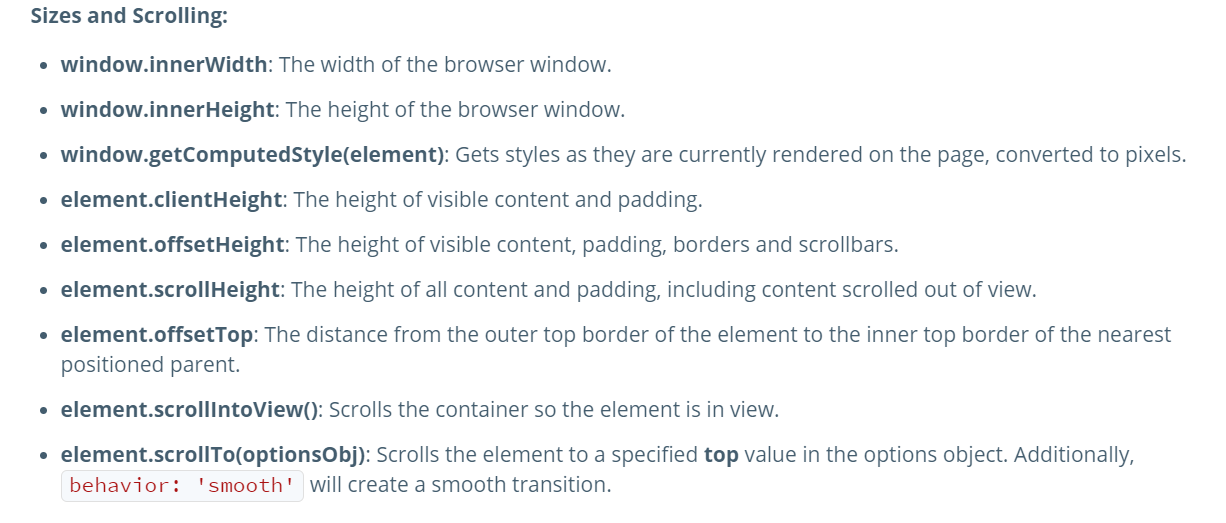 Sizes and Scrolling:
• window.innerWidth: The width of the browser window.
• window.innerHeight: The height of the browser window.
• window.getComputedStyle(element): Gets styles as they are currently rendered on the page, converted to pixels.
• element.clientHeight: The height of visible content and padding.
• element.offsetHeight: The height of visible content, padding, borders and scrollbars.
• element.scrollHeight: The height of all content and padding, including content scrolled out of view.
• element.offsetTop: The distance from the outer top border of the element to the inner top border of the nearest
positioned parent.
• element.scrollIntoView(): Scrolls the container so the element is in view.
• element.scrollTo(optionsObj): Scrolls the element to a specified top value in the options object. Additionally,
behavior: 'smooth' will create a smooth transition.